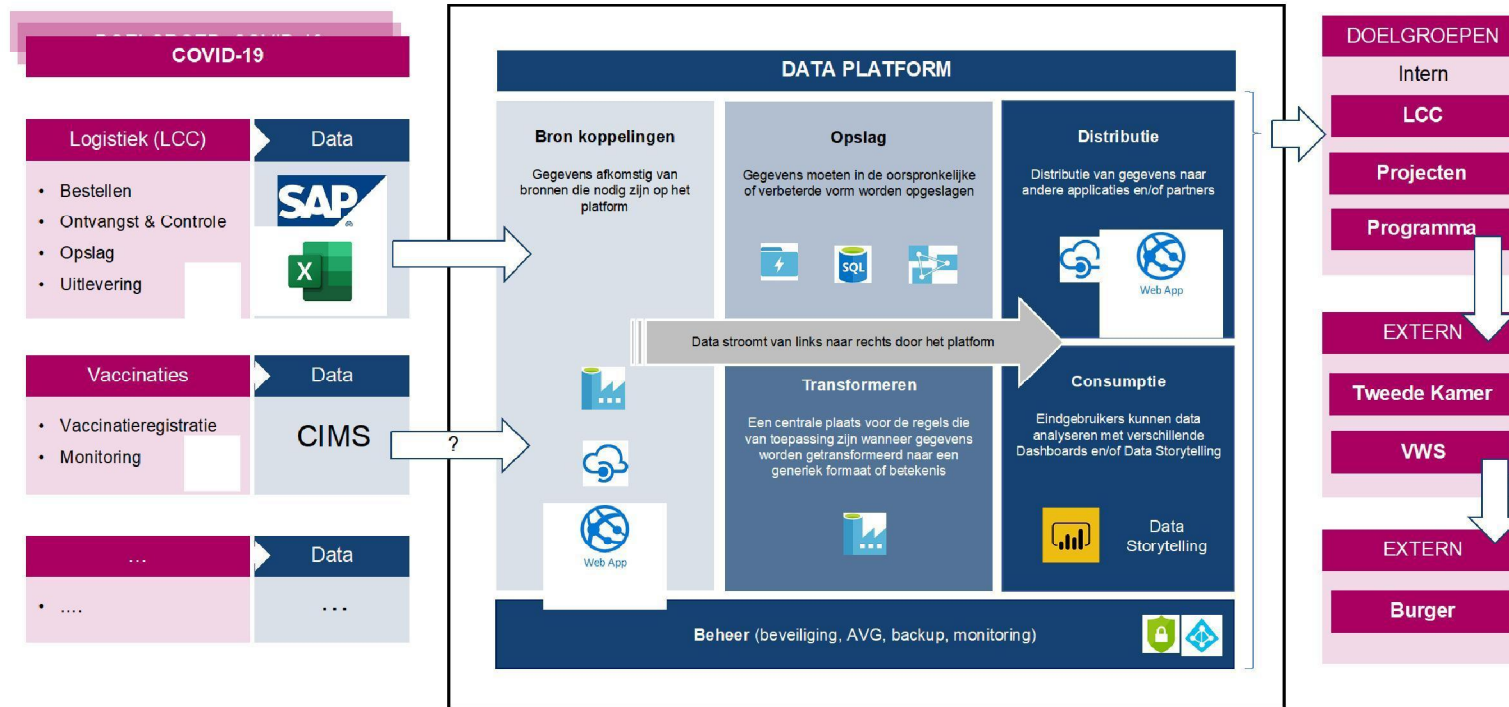 COVID-19
Logistiek (LCC)
Data
• Bestellen
• Ontvangst & Controle
• Opslag
• Uitlevering
SAP
®
X
Vaccinaties
Data
• Vaccinatieregistratie
• Monitoring
CIMS
?
...
Data
• ....
...
DATA PLATFORM
Bron koppelingen
Gegevens afkomstig van
bronnen die nodig zijn op het
platform
Web App
Opslag
Gegevens moeten in de oorspronkelijke
of verbeterde vorm worden opgeslagen
SQL
Distributie
Distributie van gegevens naar
andere applicaties en/of partners
Web App
Data stroomt van links naar rechts door het platform
Transformeren
Een centrale plaats voor de regels die
van toepassing zijn wanneer gegevens
worden getransformeerd naar een
generiek formaat of betekenis
Consumptie
Eindgebruikers kunnen data
analyseren met verschillende
Dashboards en/of Data Storytelling
Data
Storytelling
Beheer (beveiliging, AVG, backup, monitoring)
DOELGROEPEN
Intern
LCC
Projecten
Programma
EXTERN
Tweede Kamer
VWS
EXTERN
Burger